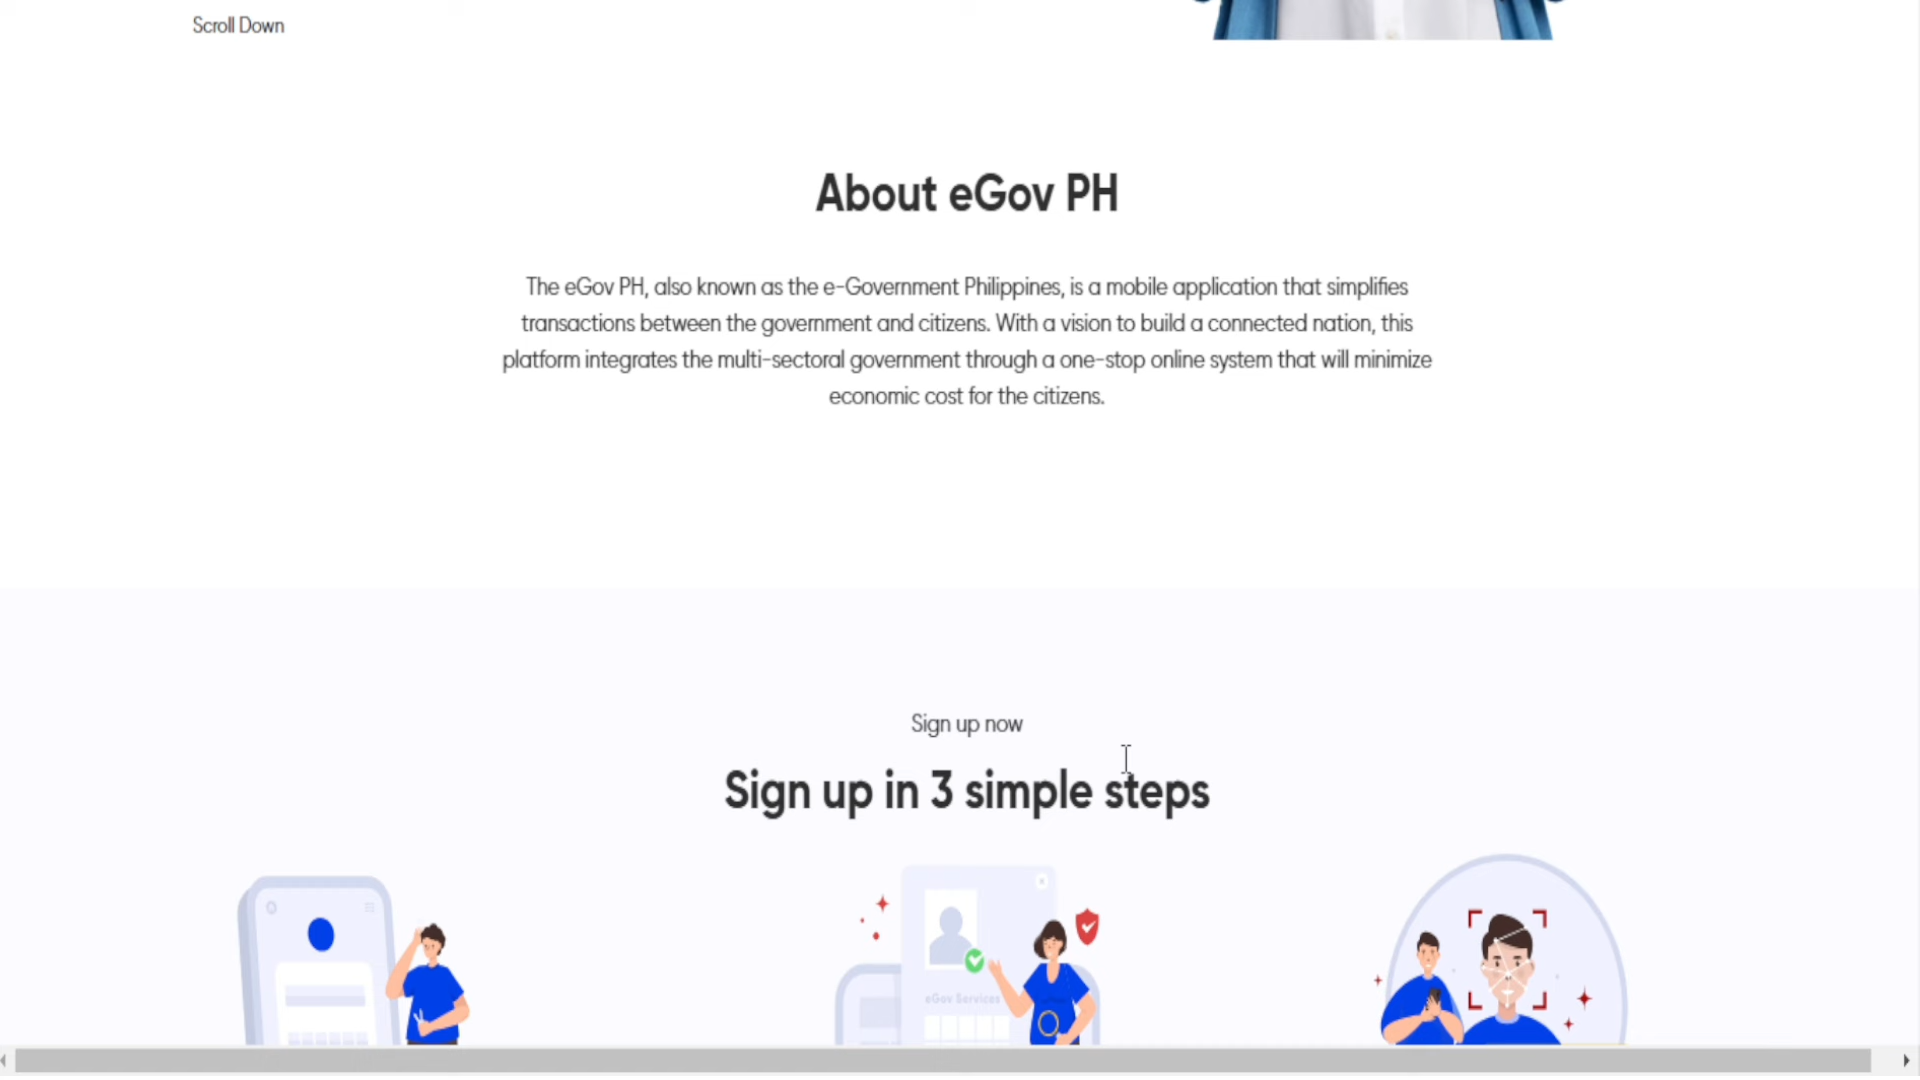 Scroll Down
About eGov PH
The eGov PH, also known as the e-Government Philippines, is a mobile application that simplifies
transactions between the government and citizens. With a vision to build a connected nation, this
platform integrates the multi-sectoral government through a one-stop online system that will minimize
economic cost for the citizens.
Sign up now
Sign up in 3 simple steps
eGov Services